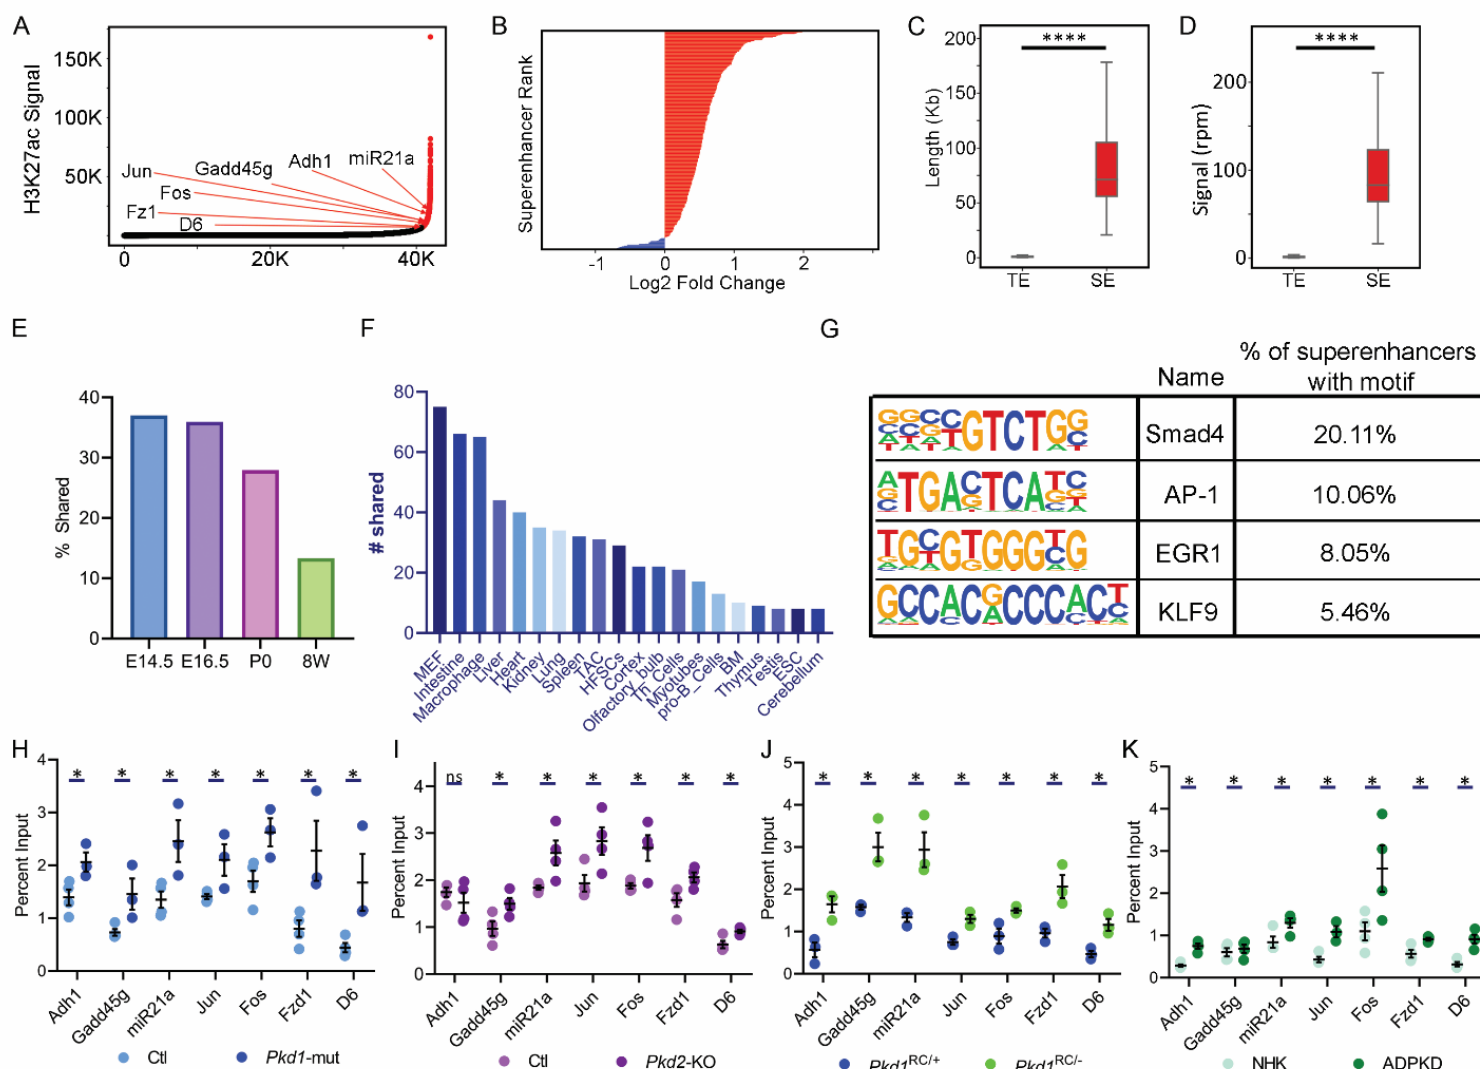 A
H3K27ac Signal
150K
100K
50K
0
Jun
Gadd45g
Adh1
miR21a
Fos
Fz1
D6
0
20K
40K
B
Superenhancer Rank
-1
0
1
2
Log2 Fold Change
C
Length (Kb)
200
150
100
50
0
****
TE
SE
D
Signal (rpm)
200
100
0
****
TE
SE
E
% Shared
40
30
20
10
0
E14.5
E16.5
P0
8W
F
# shared
80
60
40
20
0
MEF
Intestine
Macrophage
Liver
Heart
Kidney
Lung
Spleen
TAC
HFSCs
Cortex
Olfactory_bulb
Th_Cells
Myotubes
pro-B_Cells
BM
Thymus
Testis
ESC
Cerebellum
G
Name
% of superenhancers
with motif
Smad4
20.11%
AP-1
10.06%
EGR1
8.05%
KLF9
5.46%
H
Percent Input
4
3
2
1
0
* * * * * * *
Adh1
Gadd45g
miR21a
Jun
Fos
Fzd1
D6
Ctl
Pkd1-mut
I
Percent Input
4
3
2
1
0
ns * * * * * *
Adh1
Gadd45g
miR21a
Jun
Fos
Fzd1
D6
Ctl
Pkd2-KO
J
Percent Input
5
4
3
2
1
0
* * * * * * *
Adh1
Gadd45g
miR21a
Jun
Fos
Fzd1
D6
Pkd1RC/+
Pkd1RC/-
K
Percent Input
5
4
3
2
1
0
* * * * * * *
Adh1
Gadd45g
miR21a
Jun
Fos
Fzd1
D6
NHK
ADPKD